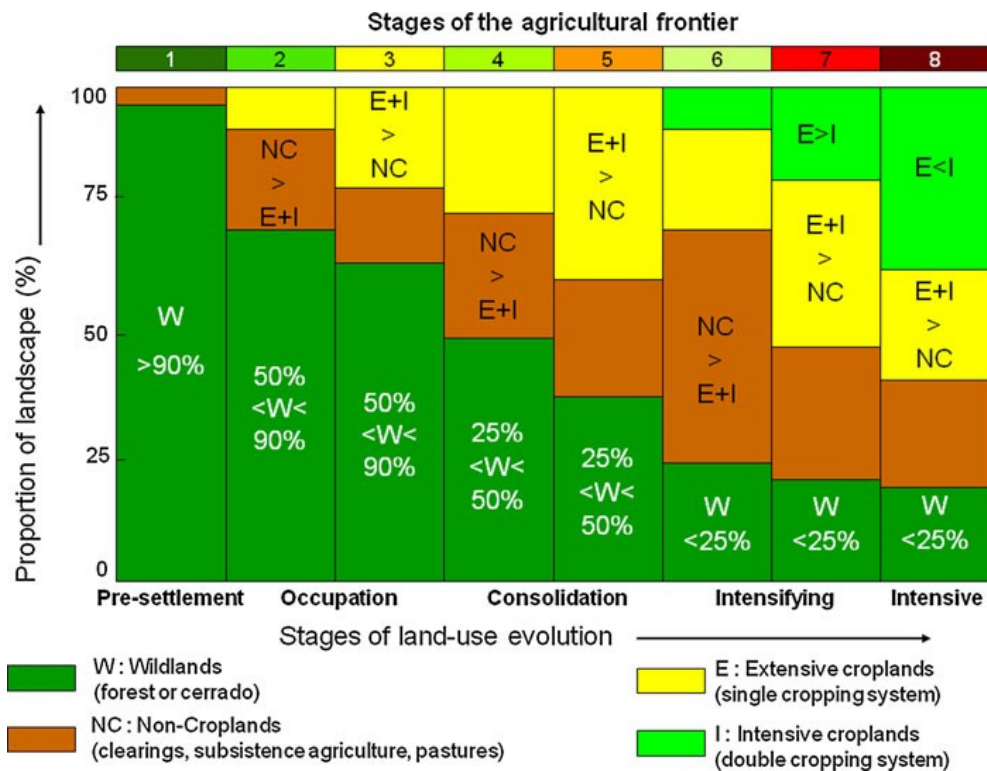 Stages of the agricultural frontier
1 2 3 4 5 6 7 8
Proportion of landscape (%)
100
75
50
25
0
W
>90%
NC
>
E+I
50%
<W<
90%
E+I
>
NC
50%
<W<
90%
NC
>
E+I
25%
<W<
50%
E+I
>
NC
25%
<W<
50%
NC
>
E+I
W
<25%
E>I
E+I
>
NC
W
<25%
E<I
E+I
>
NC
W
<25%
Pre-settlement Occupation Consolidation Intensifying Intensive
Stages of land-use evolution
W : Wildlands
(forest or cerrado)
NC : Non-Croplands
(clearings, subsistence agriculture, pastures)
E : Extensive croplands
(single cropping system)
I : Intensive croplands
(double cropping system)